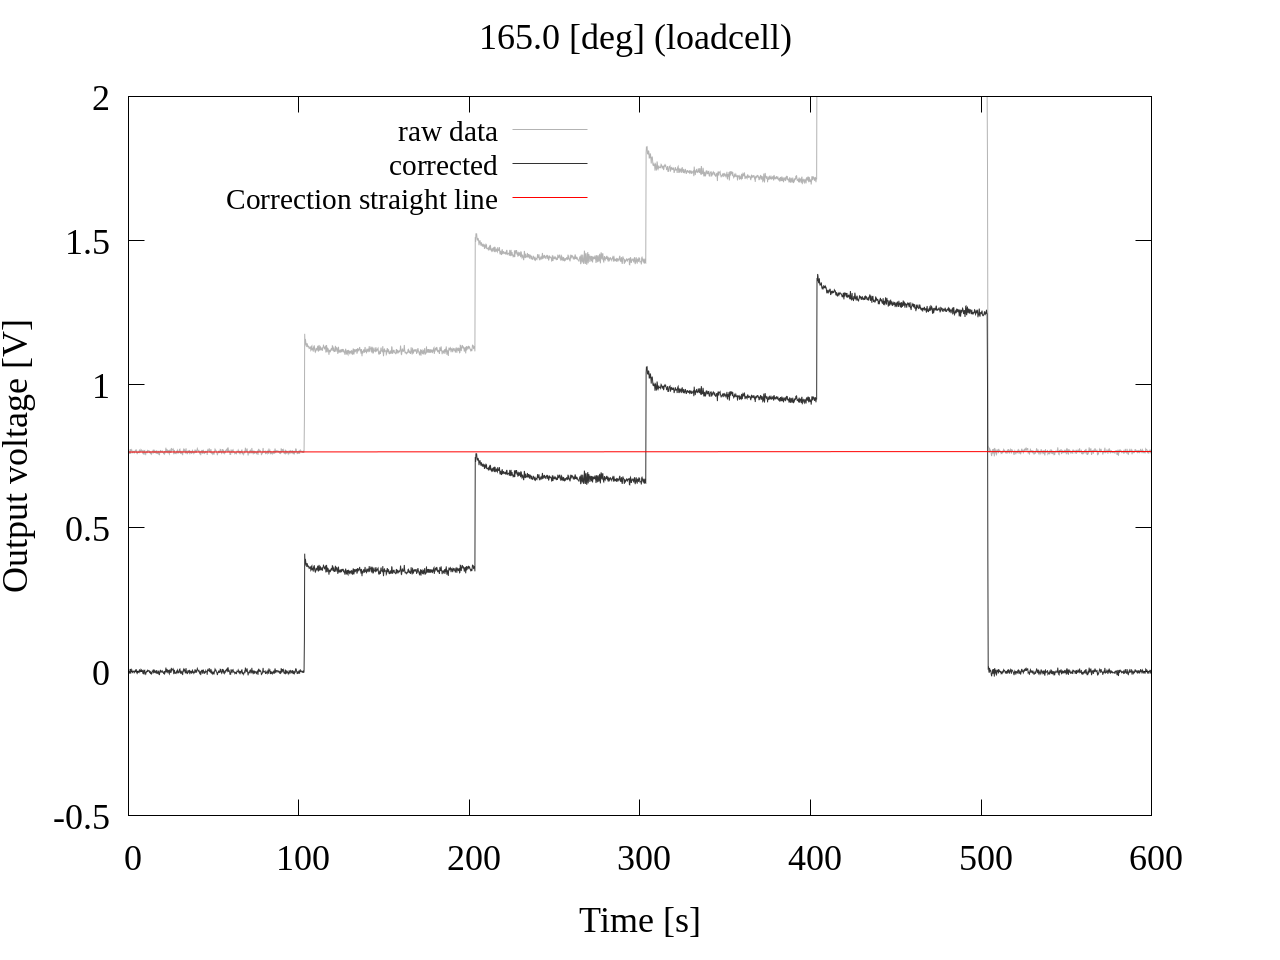 165.0 [deg] (loadcell)
2
raw data
corrected
Correction straight line
1.5
1
0.5
0
-0.5
Output voltage [V]
0 100 200 300 400 500 600
Time [s]